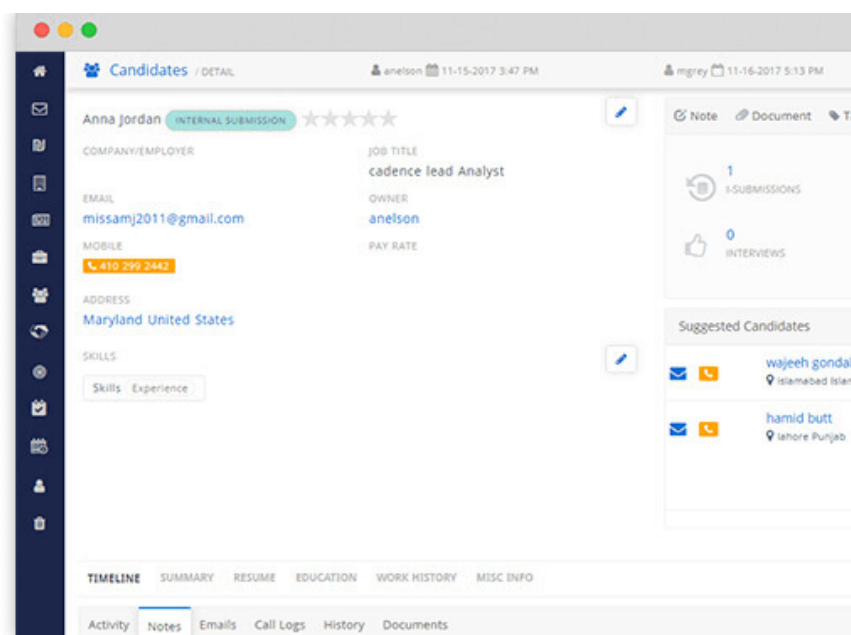 Candidates / DETAIL
anelson 11-15-2017 3:47 PM
mgrey 11-16-2017 5:13 PM
Anna Jordan INTERNAL SUBMISSION
COMPANY/EMPLOYER
JOB TITLE
cadence lead Analyst
EMAIL
missamj2011@gmail.com
OWNER
anelson
MOBILE
410 299 2442
PAY RATE
ADDRESS
Maryland United States
SKILLS
Skills Experience
Note Document T
1
I-SUBMISSIONS
0
INTERVIEWS
Suggested Candidates
wajeeh gondal
islamabad Islam
hamid butt
lahore Punjab
TIMELINE SUMMARY RESUME EDUCATION WORK HISTORY MISC INFO
Activity Notes Emails Call Logs History Documents